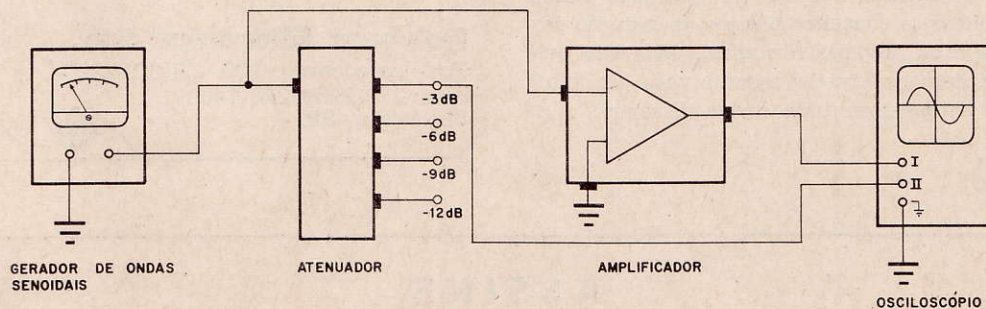 -3dB
-6dB
-9dB
-12dB
I
II
GERADOR DE ONDAS
SENOIDAIS
ATENUADOR
AMPLIFICADOR
OSCILOSCÓPIO